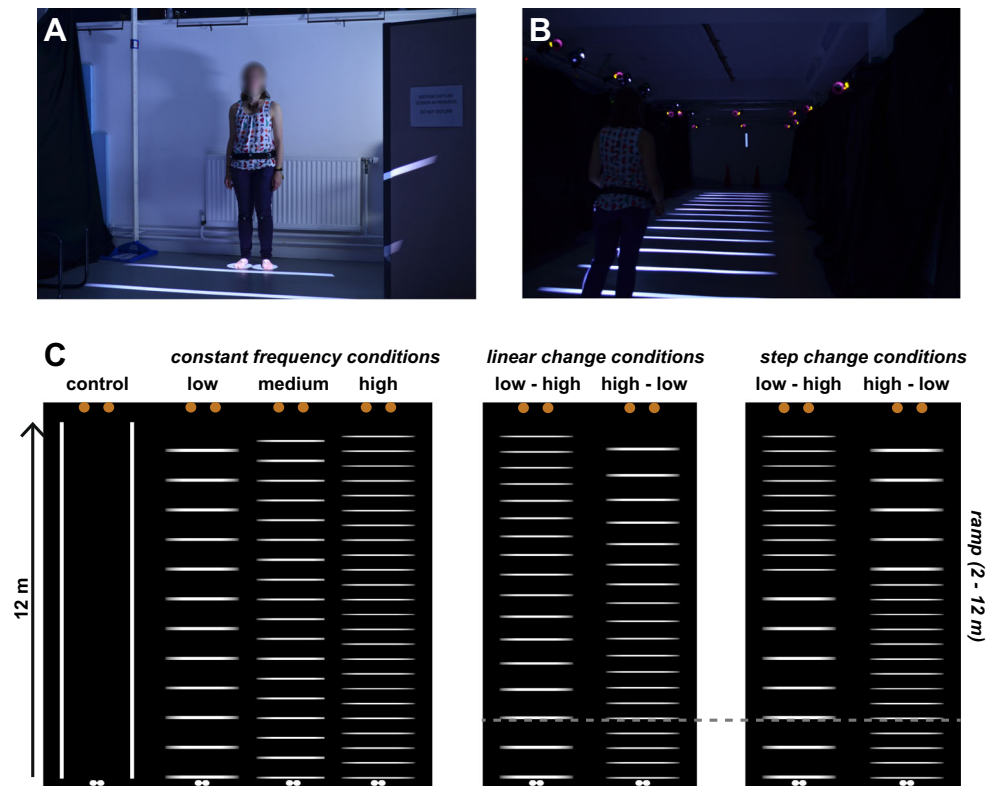 A
B
C
constant frequency conditions
linear change conditions
step change conditions
control
low
medium
high
low - high
high - low
low - high
high - low
12 m
ramp (2 - 12 m)